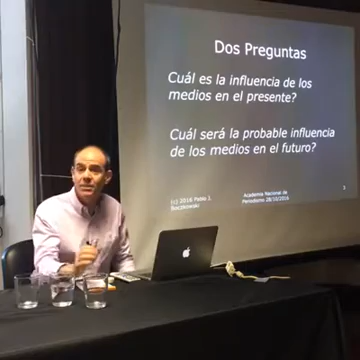 Dos Preguntas
Cuál es la influencia de los
medios en el presente?
Cuál será la probable influencia
de los medios en el futuro?
(c) 2016 Pablo J.
Boczkowski
Academia Nacional de
Periodismo 28/10/2016